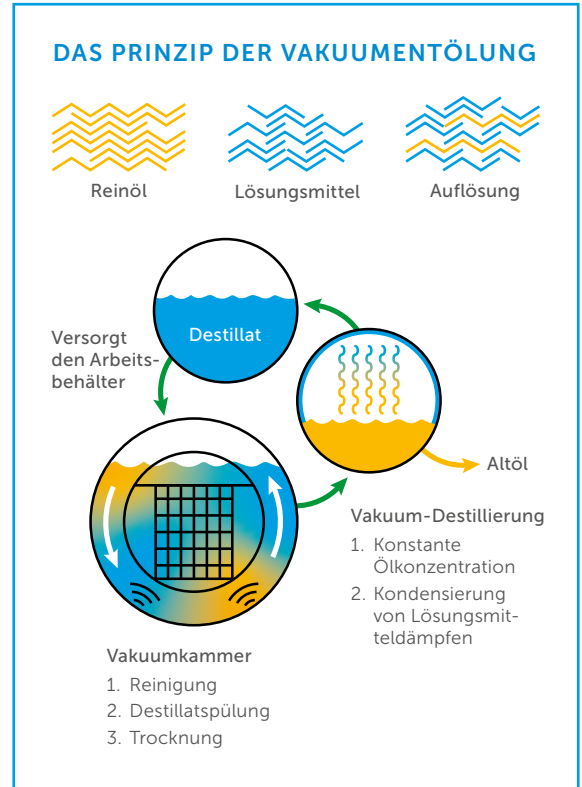 DAS PRINZIP DER VAKUUMENTÖLUNG
Reinöl
Lösungsmittel
Auflösung
Destillat
Versorgt
den Arbeits-
behälter
Altöl
Vakuum-Destillierung
1. Konstante
Ölkonzentration
2. Kondensierung
von Lösungsmit-
teldämpfen
Vakuumkammer
1. Reinigung
2. Destillatspülung
3. Trocknung